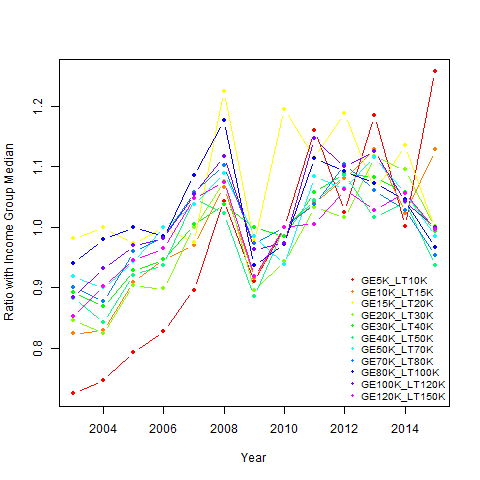 Ratio with Income Group Median
1.2
1.1
1.0
0.9
0.8
GE5K_LT10K
GE10K_LT15K
GE15K_LT20K
GE20K_LT30K
GE30K_LT40K
GE40K_LT50K
GE50K_LT70K
GE70K_LT80K
GE80K_LT100K
GE100K_LT120K
GE120K_LT150K
2004 2006 2008 2010 2012 2014
Year